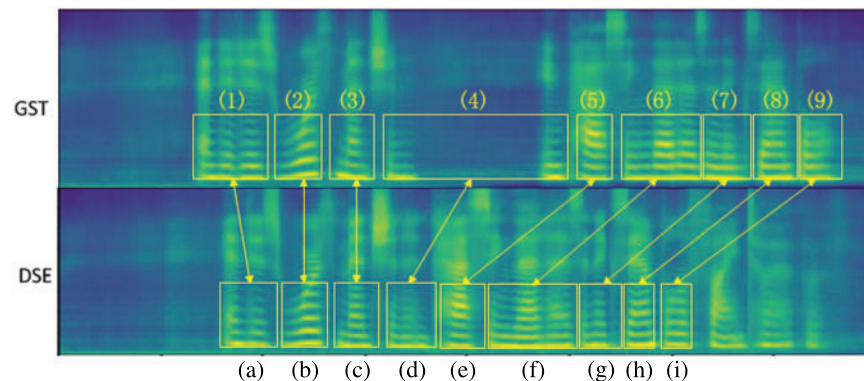 (1) (2) (3) (4) (5) (6) (7) (8) (9)
GST
DSE
(a) (b) (c) (d) (e) (f) (g) (h) (i)